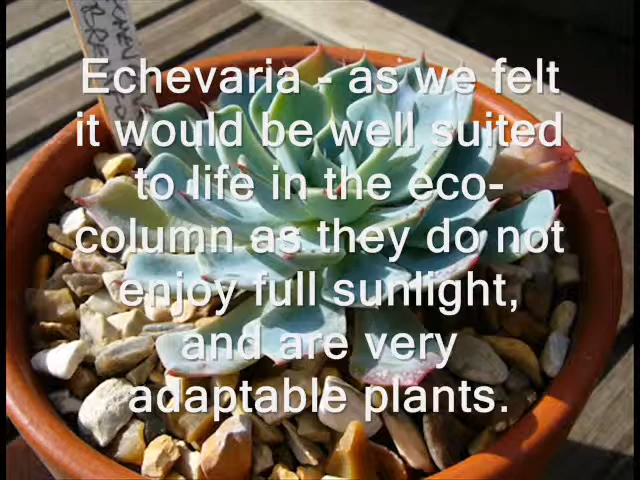 Echevaria - as we felt
it would be well suited
to life in the eco-
column as they do not
enjoy full sunlight,
and are very
adaptable plants.